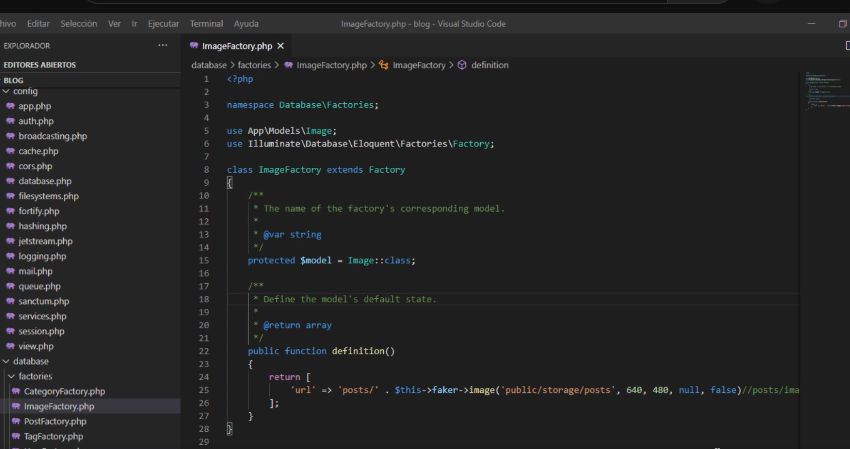 hivo Editar Selección Ver Ir Ejecutar Terminal Ayuda ImageFactory.php - blog - Visual Studio Code
EXPLORADOR
EDITORES ABIERTOS
BLOG
config
app.php
auth.php
broadcasting.php
cache.php
cors.php
database.php
filesystems.php
fortify.php
hashing.php
jetstream.php
logging.php
mail.php
queue.php
sanctum.php
services.php
session.php
view.php
database
factories
CategoryFactory.php
ImageFactory.php
PostFactory.php
TagFactory.php
ImageFactory.php
database > factories > ImageFactory.php > ImageFactory > definition
1 <?php
2
3 namespace Database\Factories;
4
5 use App\Models\Image;
6 use Illuminate\Database\Eloquent\Factories\Factory;
7
8 class ImageFactory extends Factory
9 {
10 /**
11 * The name of the factory's corresponding model.
12 *
13 * @var string
14 */
15 protected $model = Image::class;
16
17 /**
18 * Define the model's default state.
19 *
20 * @return array
21 */
22 public function definition()
23 {
24 return [
25 'url' => 'posts/' . $this->faker->image('public/storage/posts', 640, 480, null, false)//posts/ima
26 ];
27 }
28 }
29